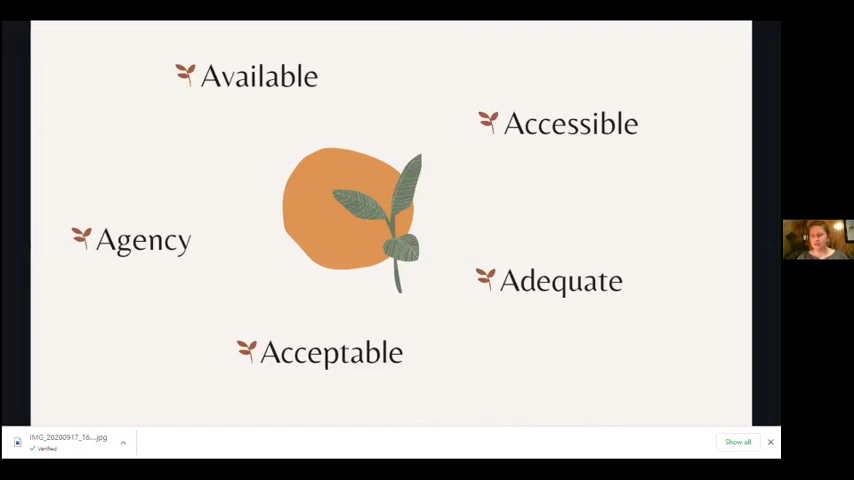 Available
Accessible
Agency
Adequate
Acceptable
IMG_20200917_16....jpg
Verified
Show all